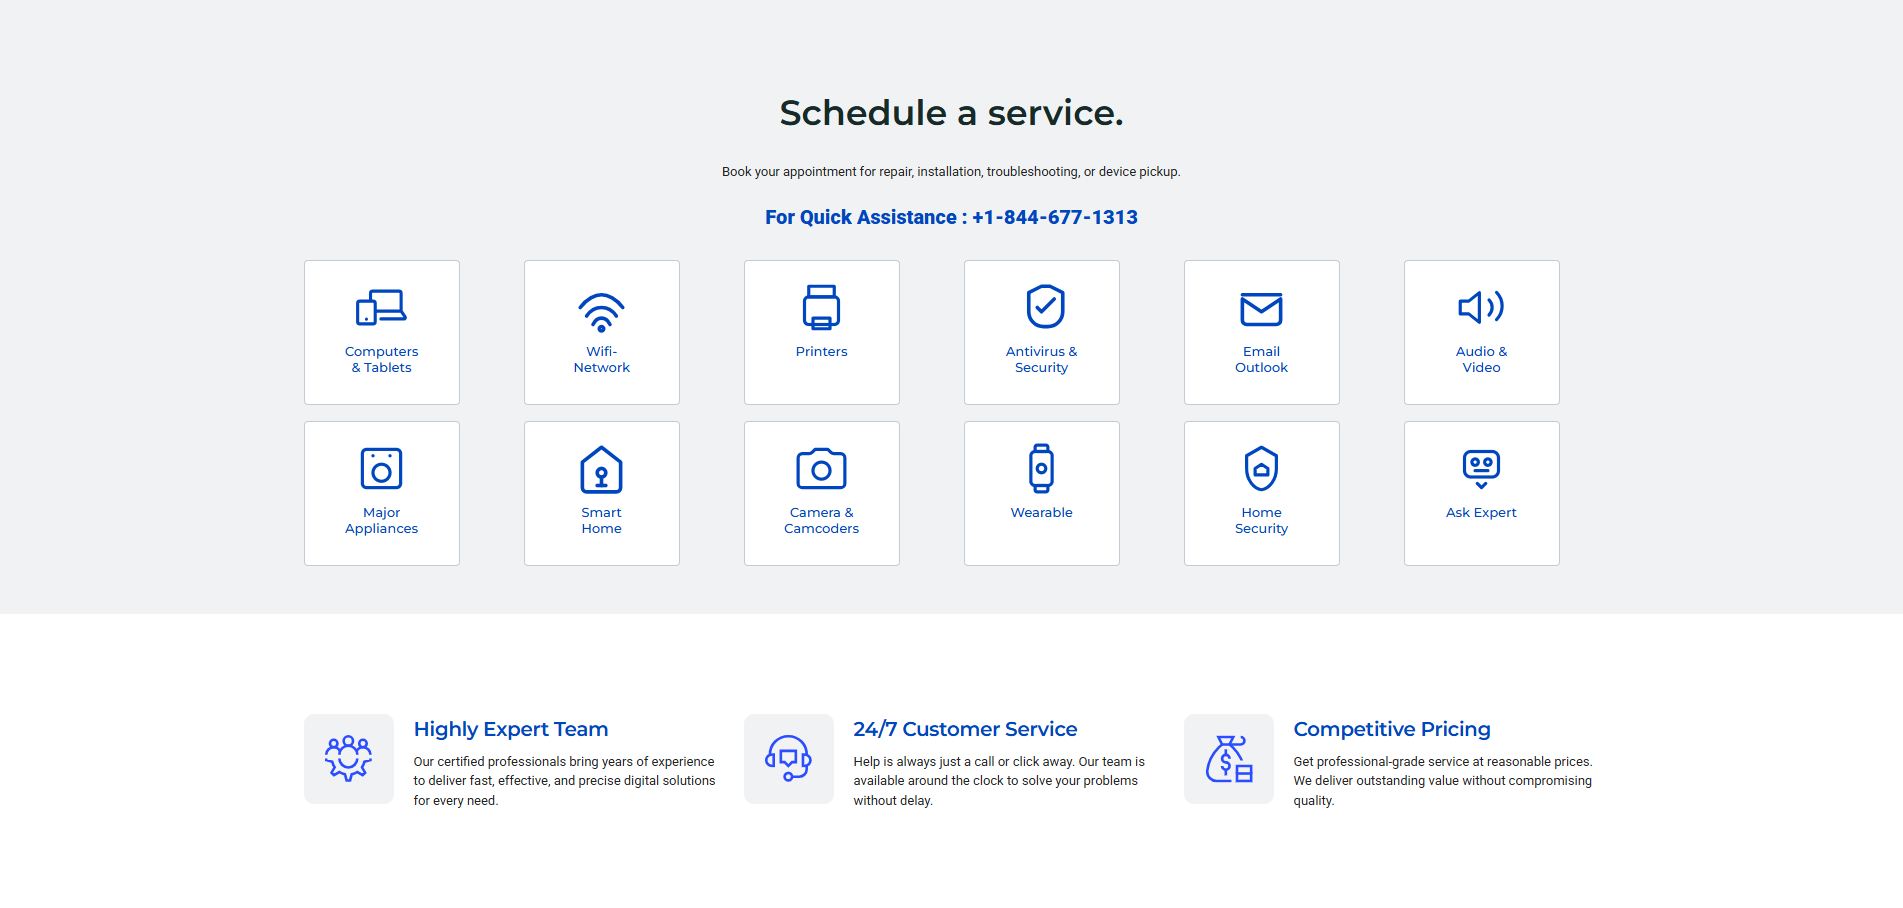 Schedule a service.
Book your appointment for repair, installation, troubleshooting, or device pickup.
For Quick Assistance : +1-844-677-1313
Computers
& Tablets
Wifi-
Network
Printers
Antivirus &
Security
Email
Outlook
Audio &
Video
Major
Appliances
Smart
Home
Camera &
Camcoders
Wearable
Home
Security
Ask Expert
Highly Expert Team
Our certified professionals bring years of experience
to deliver fast, effective, and precise digital solutions
for every need.
24/7 Customer Service
Help is always just a call or click away. Our team is
available around the clock to solve your problems
without delay.
Competitive Pricing
Get professional-grade service at reasonable prices.
We deliver outstanding value without compromising
quality.